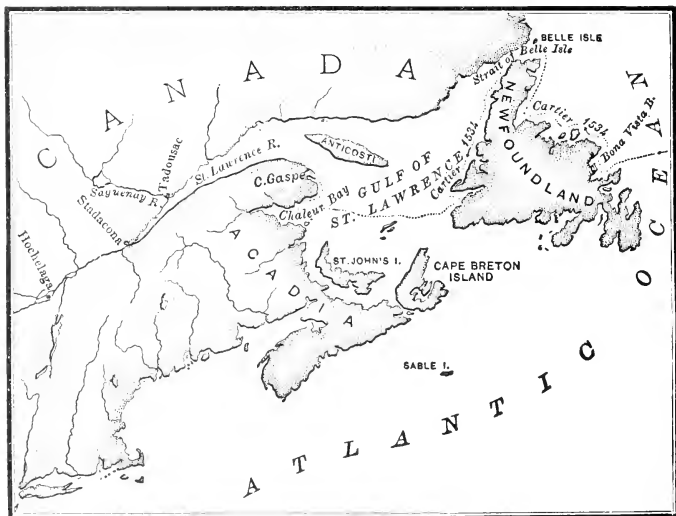 CANADA
BELLE ISLE
Strait of Belle Isle
NEWFOUNDLAND
Cartier 1534
Bona Vista B.
OCEAN
Saguenay R.
Tadousac
St. Lawrence R.
ANTICOSTI
C. Gaspe
Chaleur Bay
GULF OF
ST. LAWRENCE
Cartier 1534
Stadacona
Hochelaga
ACADIA
ST. JOHN'S I.
CAPE BRETON
ISLAND
SABLE I.
ATLANTIC